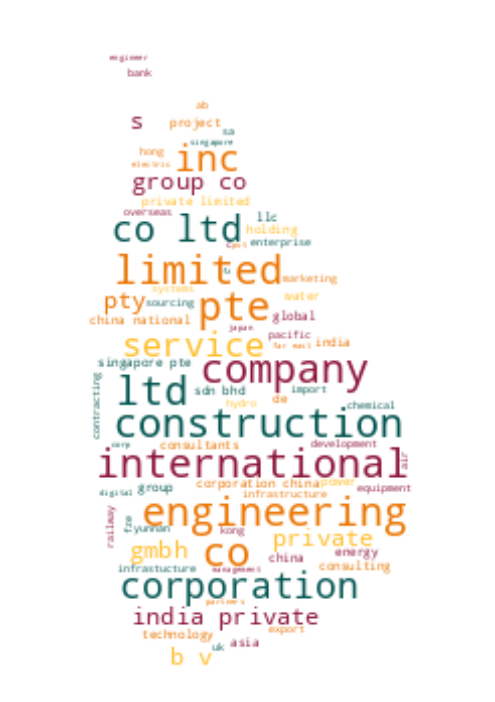 engineer
bank
ab
s project
sa
singapore
hong inc
electric
group co
private limited
overseas llc
co ltd holding
enterprise
limited marketing
systems
pty sourcing pte water
china national global
japan pacific
service far east india
singapore pte company
contracting ltd sdn bhd import
hydro de chemical
construction
corp consultants development
international air
corporation china power
digital group infrastructure equipment
railway fze engineering
yunnan kong private
gmbh co china energy
infrastucture management consulting
corporation
partners
india private
technology export
uk asia
b v